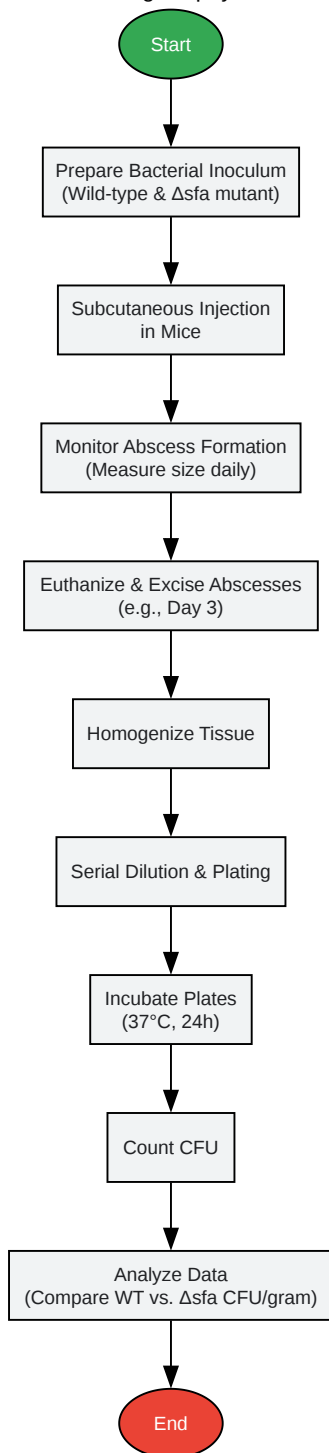 Start
Prepare Bacterial Inoculum
(Wild-type & Δsfa mutant)
Subcutaneous Injection
in Mice
Monitor Abscess Formation
(Measure size daily)
Euthanize & Excise Abscesses
(e.g., Day 3)
Homogenize Tissue
Serial Dilution & Plating
Incubate Plates
(37°C, 24h)
Count CFU
Analyze Data
(Compare WT vs. Δsfa CFU/gram)
End